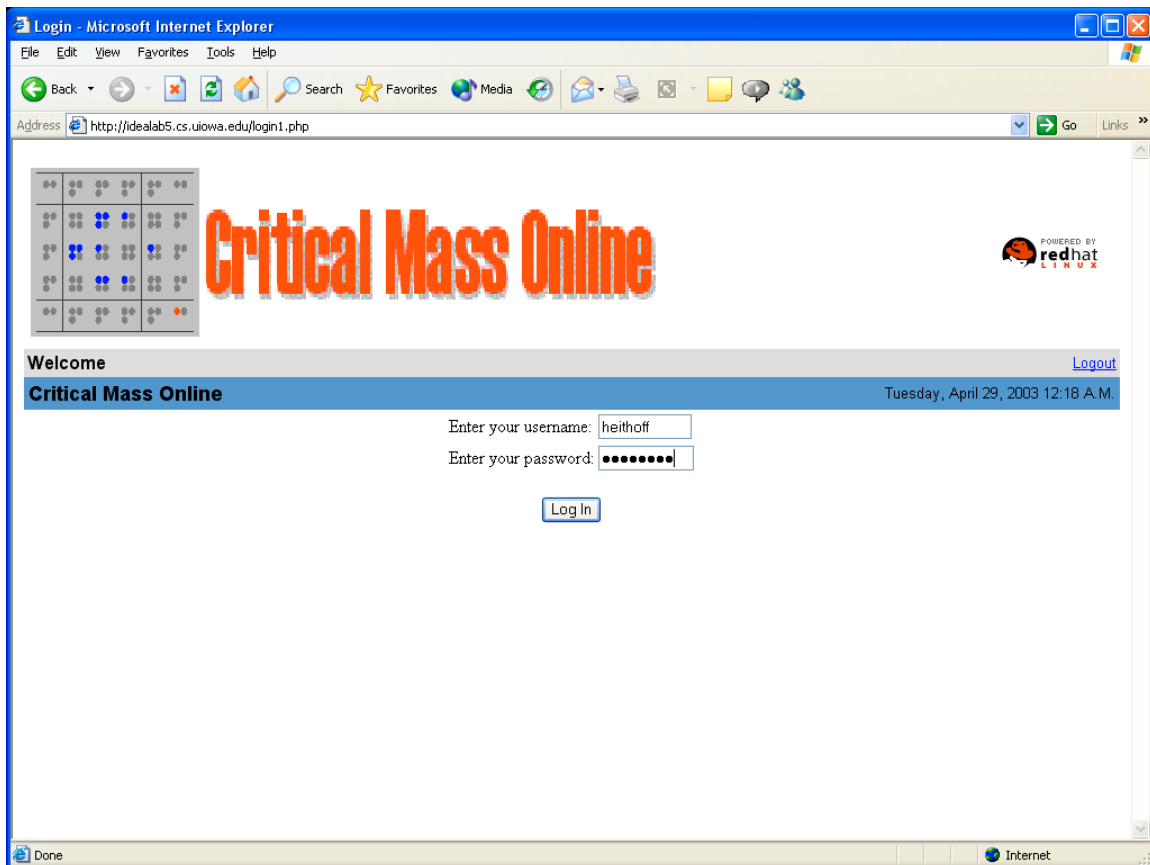 Login - Microsoft Internet Explorer
File Edit View Favorites Tools Help
Back Search Favorites Media
Address http://idealab5.cs.uiowa.edu/login1.php Go Links »
Critical Mass Online
POWERED BY
redhat
LINUX
Welcome Logout
Critical Mass Online Tuesday, April 29, 2003 12:18 A.M.
Enter your username: heithoff
Enter your password: ●●●●●●●●
Log In
Done Internet